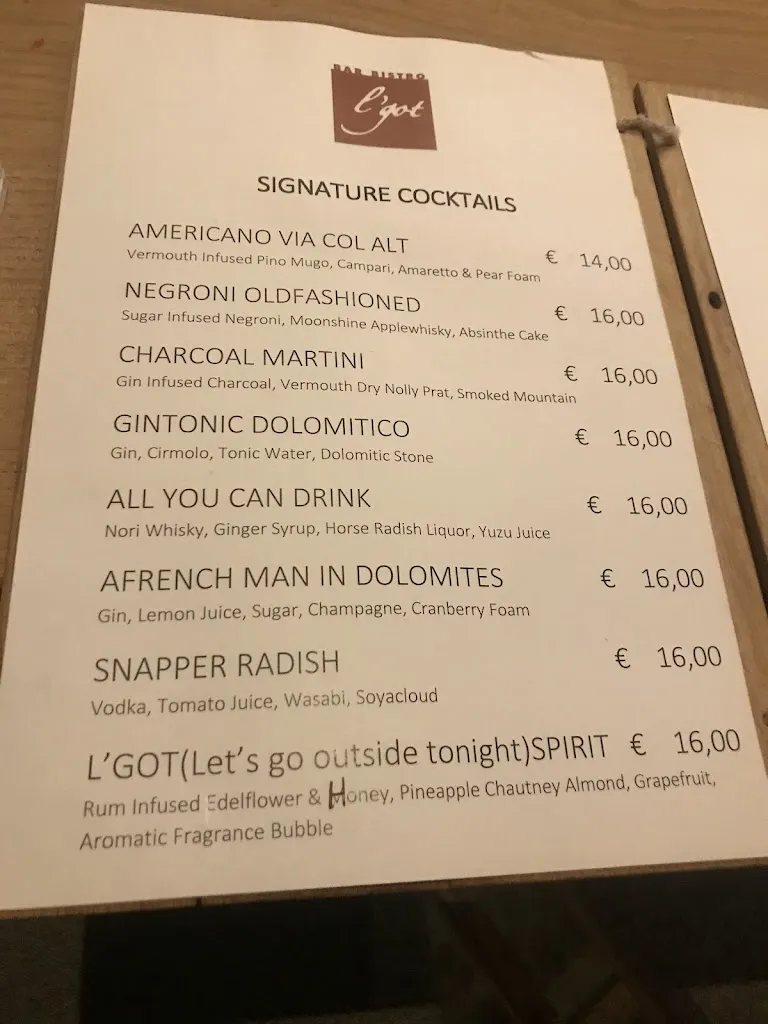 BAR BISTRO
l'got
SIGNATURE COCKTAILS
AMERICANO VIA COL ALT € 14,00
Vermouth Infused Pino Mugo, Campari, Amaretto & Pear Foam
NEGRONI OLDFASHIONED € 16,00
Sugar Infused Negroni, Moonshine Applewhisky, Absinthe Cake
CHARCOAL MARTINI € 16,00
Gin Infused Charcoal, Vermouth Dry Nolly Prat, Smoked Mountain
GINTONIC DOLOMITICO € 16,00
Gin, Cirmolo, Tonic Water, Dolomitic Stone
ALL YOU CAN DRINK € 16,00
Nori Whisky, Ginger Syrup, Horse Radish Liquor, Yuzu Juice
AFRENCH MAN IN DOLOMITES € 16,00
Gin, Lemon Juice, Sugar, Champagne, Cranberry Foam
SNAPPER RADISH € 16,00
Vodka, Tomato Juice, Wasabi, Soyacloud
L'GOT(Let's go outside tonight)SPIRIT € 16,00
Rum Infused Edelflower & Honey, Pineapple Chautney Almond, Grapefruit,
Aromatic Fragrance Bubble